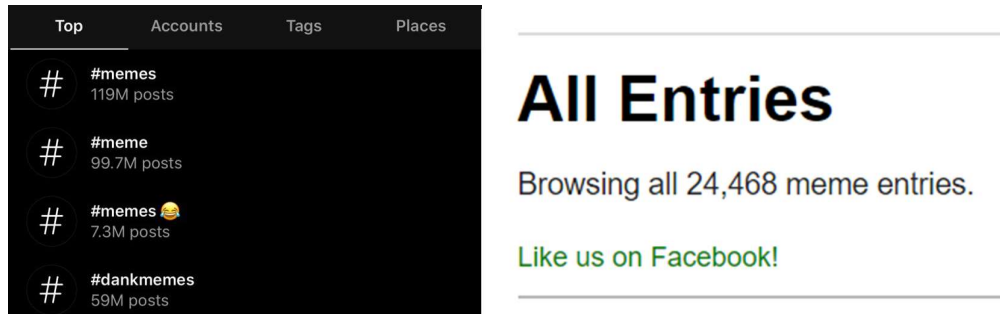 Top Accounts Tags Places
#memes
119M posts
#meme
99.7M posts
#memes 😂
7.3M posts
#dankmemes
59M posts
All Entries
Browsing all 24,468 meme entries.
Like us on Facebook!